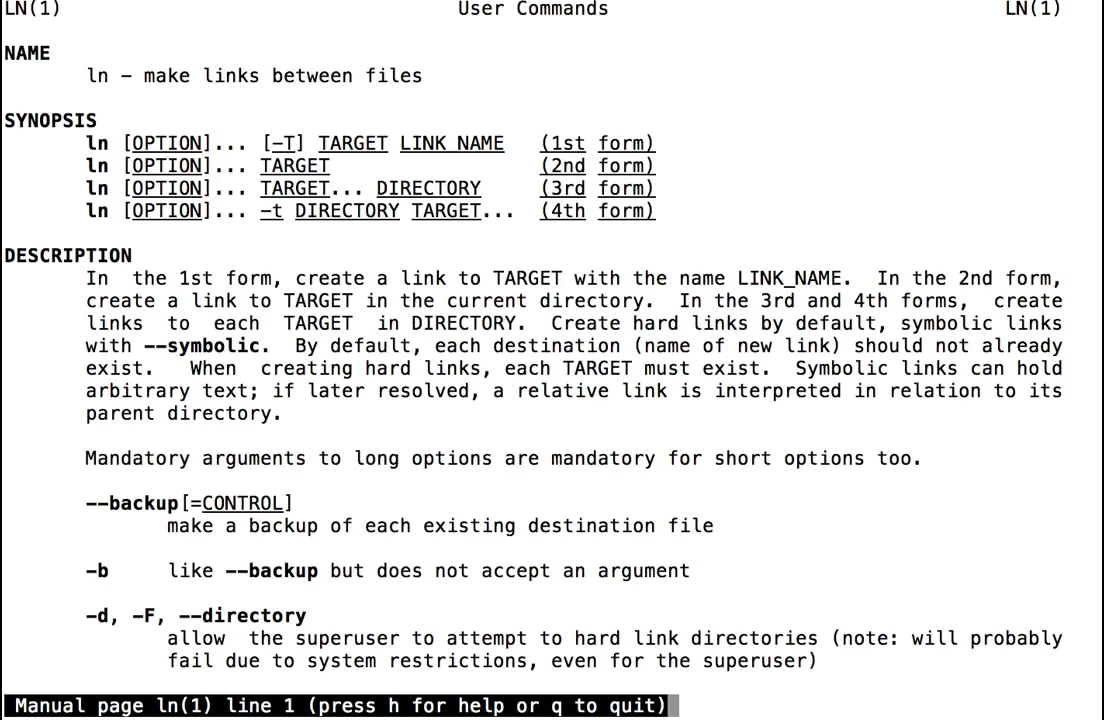 LN(1) User Commands LN(1)
NAME
ln – make links between files
SYNOPSIS
ln [OPTION]... [–T] TARGET LINK_NAME (1st form)
ln [OPTION]... TARGET (2nd form)
ln [OPTION]... TARGET... DIRECTORY (3rd form)
ln [OPTION]... –t DIRECTORY TARGET... (4th form)
DESCRIPTION
In the 1st form, create a link to TARGET with the name LINK_NAME. In the 2nd form,
create a link to TARGET in the current directory. In the 3rd and 4th forms, create
links to each TARGET in DIRECTORY. Create hard links by default, symbolic links
with --symbolic. By default, each destination (name of new link) should not already
exist. When creating hard links, each TARGET must exist. Symbolic links can hold
arbitrary text; if later resolved, a relative link is interpreted in relation to its
parent directory.
Mandatory arguments to long options are mandatory for short options too.
--backup[=CONTROL]
make a backup of each existing destination file
-b like --backup but does not accept an argument
-d, -F, --directory
allow the superuser to attempt to hard link directories (note: will probably
fail due to system restrictions, even for the superuser)
Manual page ln(1) line 1 (press h for help or q to quit)